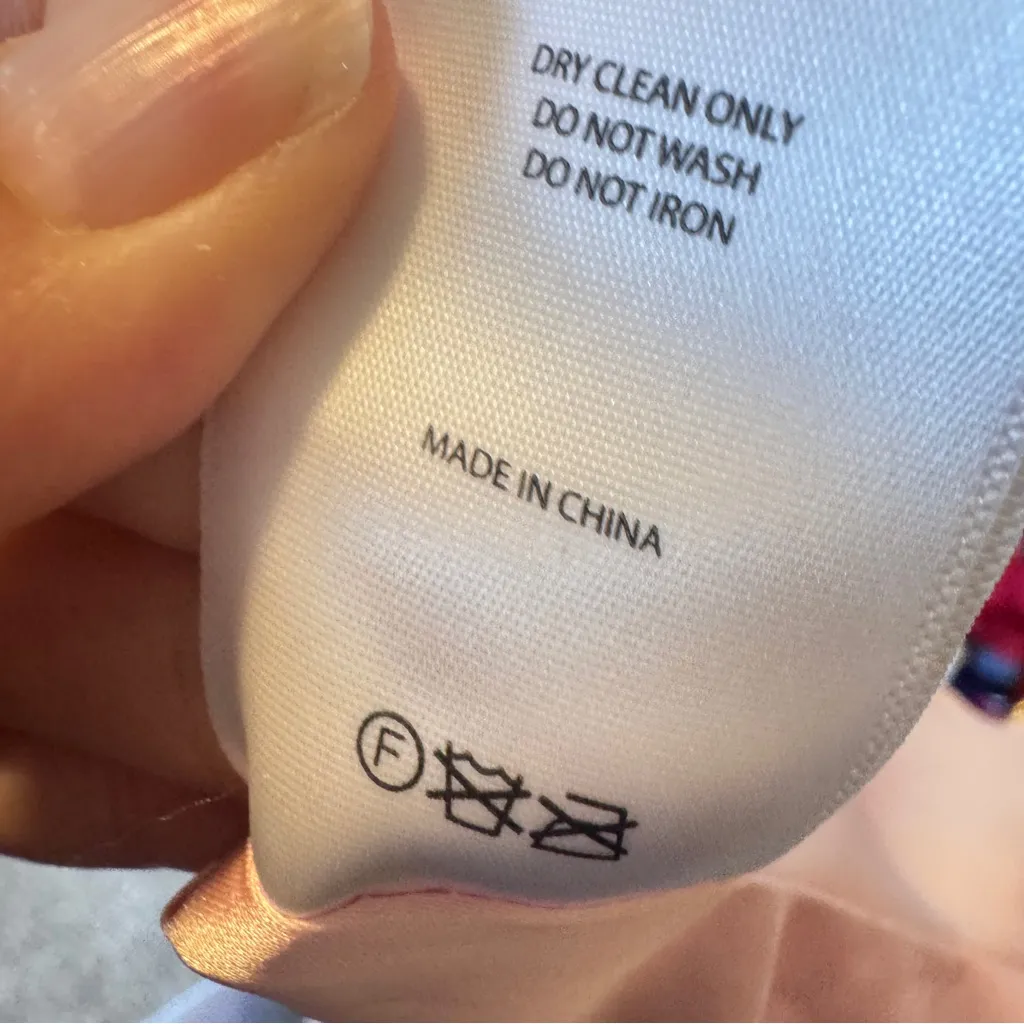 DRY CLEAN ONLY
DO NOT WASH
DO NOT IRON
MADE IN CHINA
F